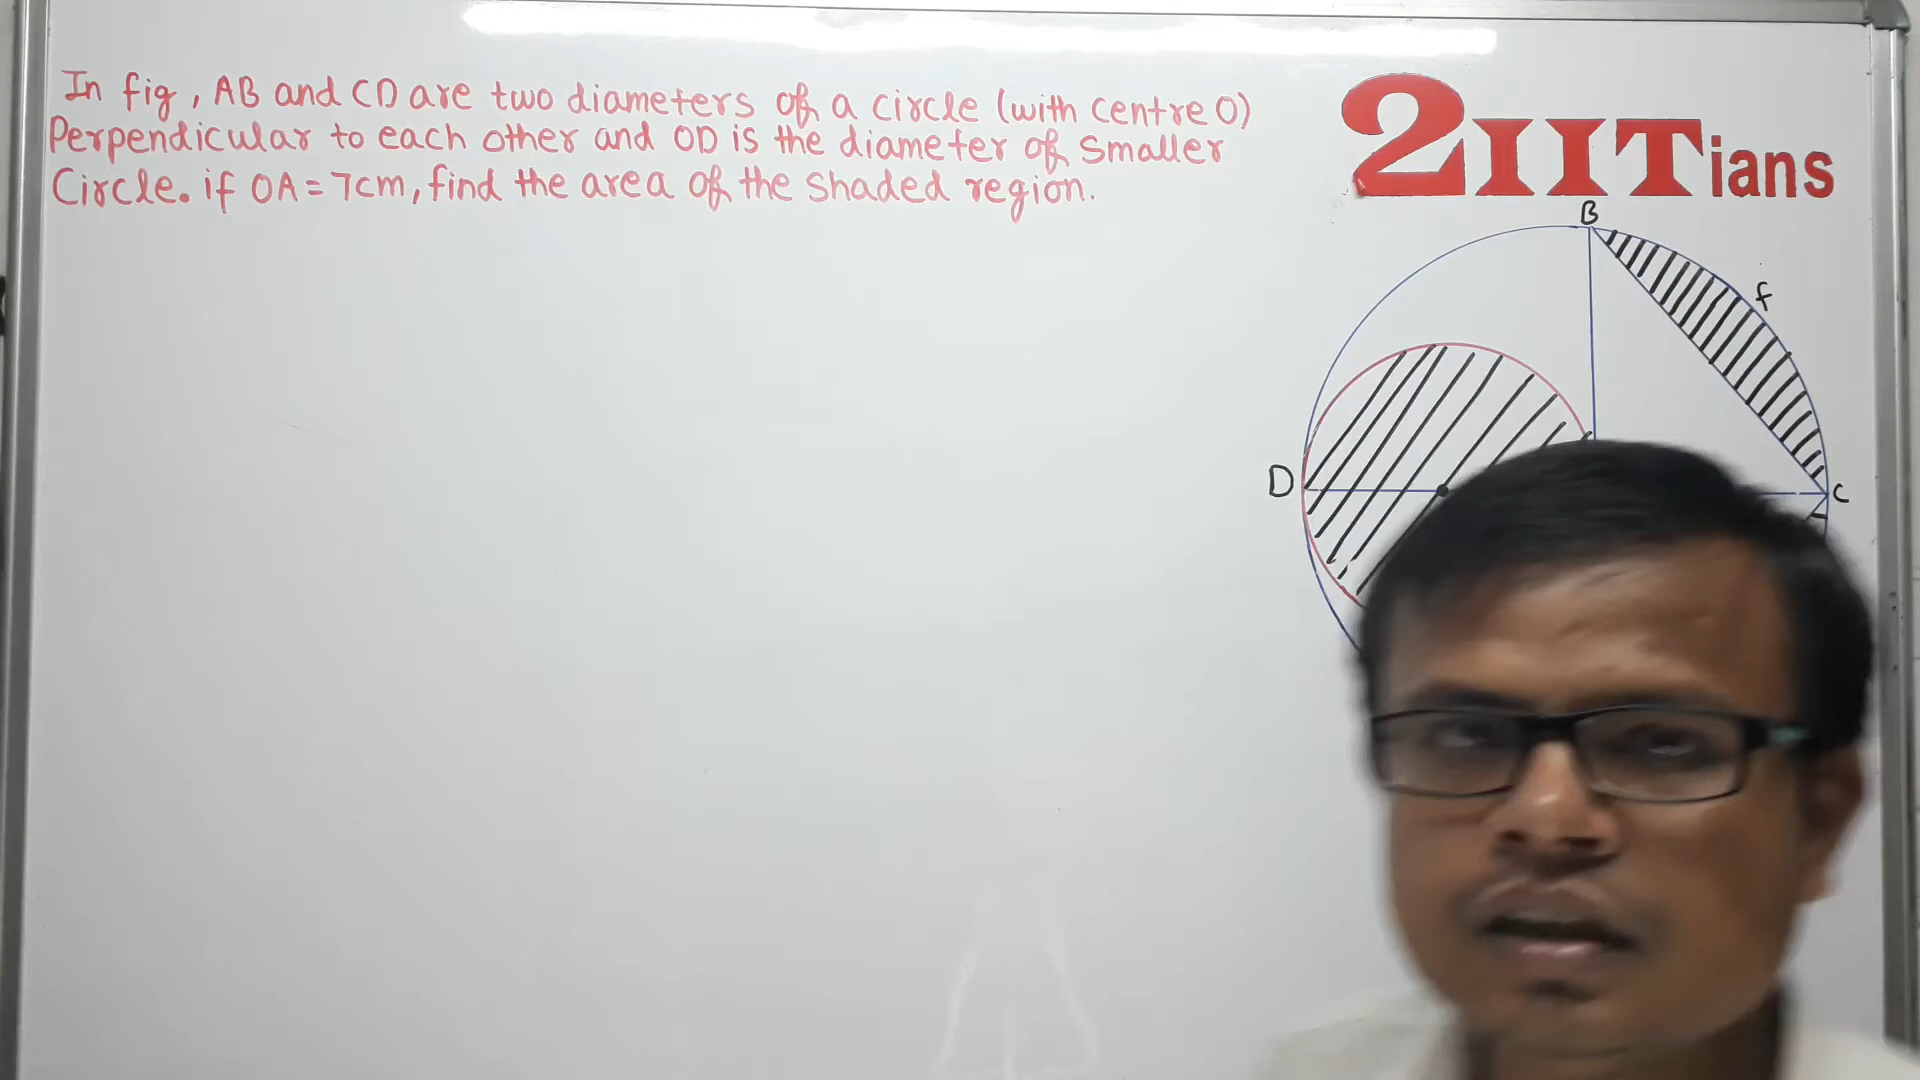 In fig, AB and CD are two diameters of a circle (with centre O)
Perpendicular to each other and OD is the diameter of smaller
Circle. if OA = 7cm, find the area of the shaded region.
2IITians
B
f
D
C